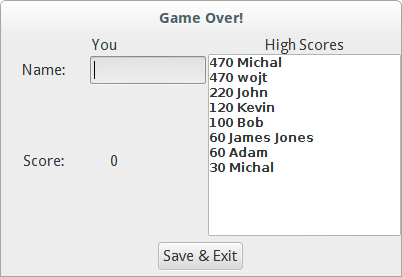 Game Over!
You
High Scores
Name:
470 Michal
470 wojt
220 John
120 Kevin
100 Bob
60 James Jones
60 Adam
30 Michal
Score: 0
Save & Exit